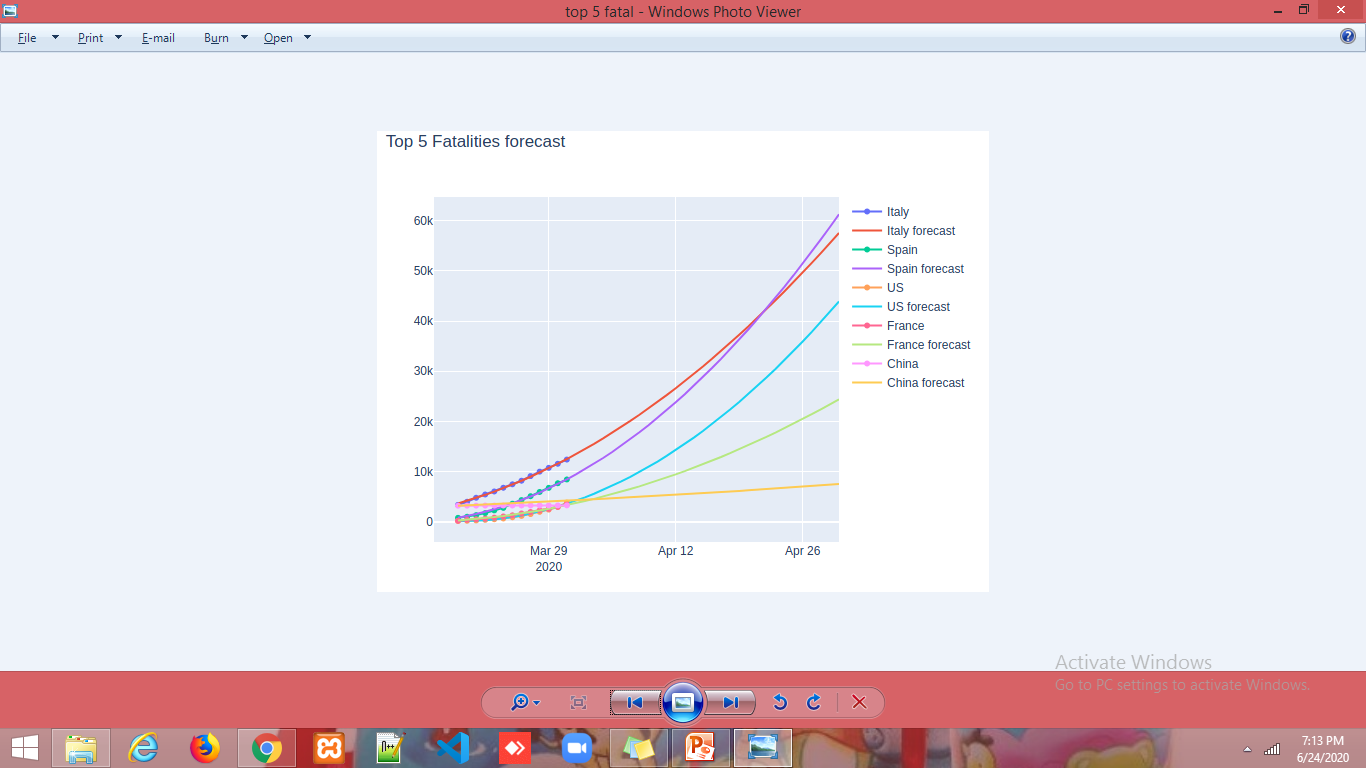 top 5 fatal - Windows Photo Viewer
File Print E-mail Burn Open
Top 5 Fatalities forecast
60k
50k
40k
30k
20k
10k
0
Mar 29
2020
Apr 12
Apr 26
Italy
Italy forecast
Spain
Spain forecast
US
US forecast
France
France forecast
China
China forecast
Activate Windows
Go to PC settings to activate Windows.
7:13 PM
6/24/2020